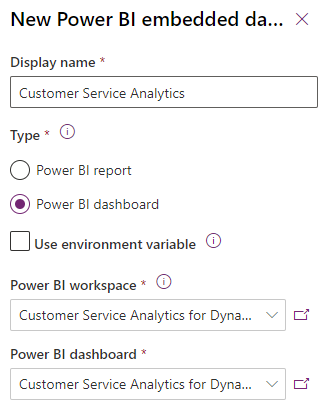 New Power BI embedded da...
Display name *
Customer Service Analytics
Type *
Power BI report
Power BI dashboard
Use environment variable
Power BI workspace *
Customer Service Analytics for Dyna...
Power BI dashboard *
Customer Service Analytics for Dyna...